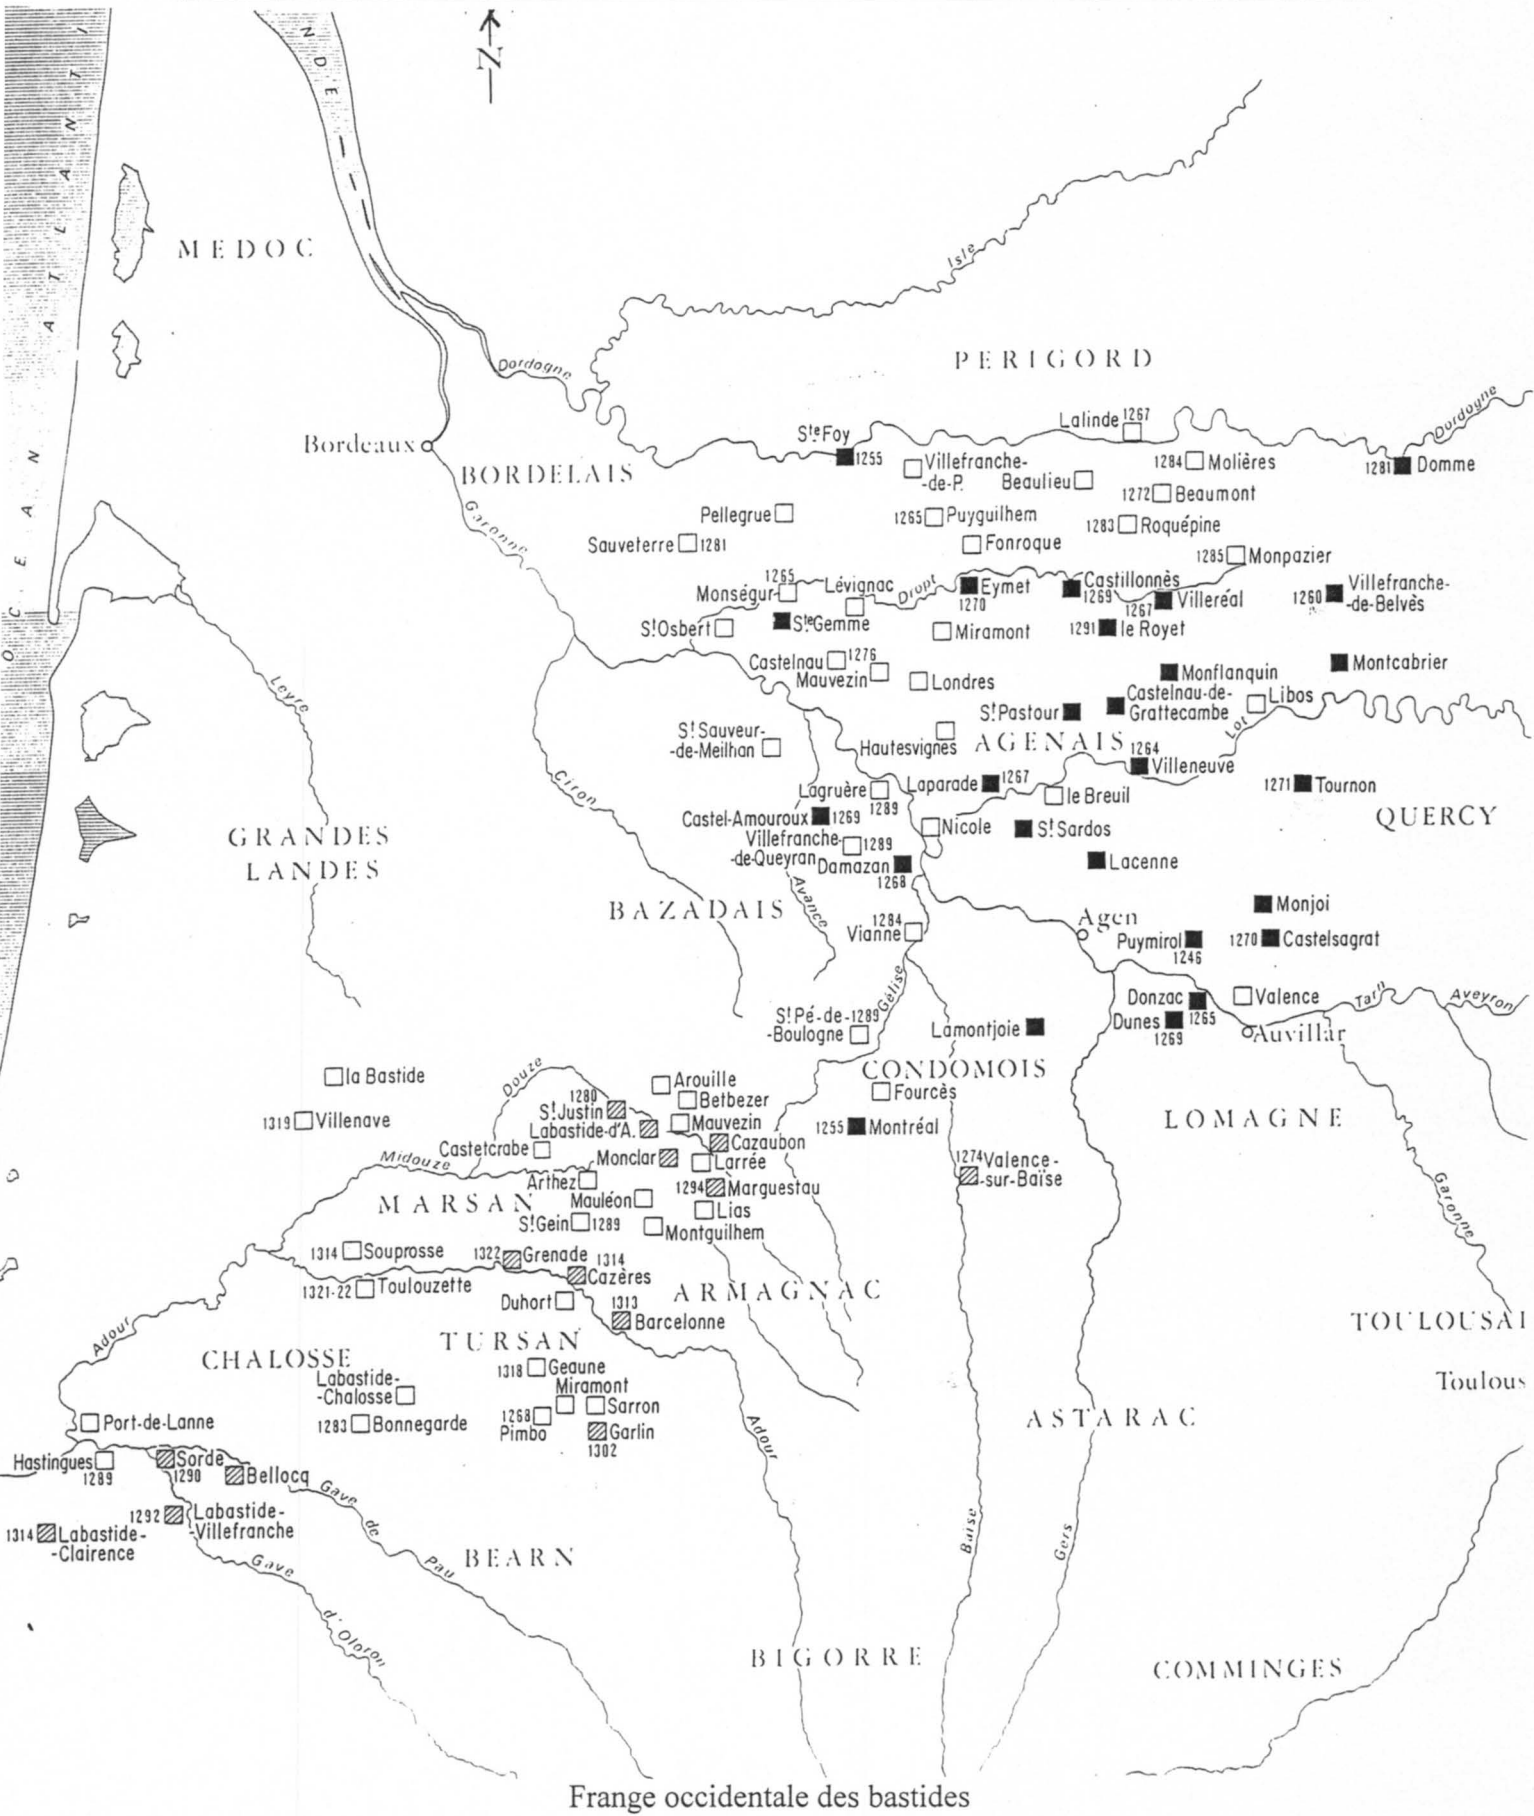 N
OCEAN ATLANTI
NDE
MEDOC
Isle
PERIGORD
Dordogne
Dordogne
Lalinde 1267
Ste Foy
1255
Bordeaux
BORDELAIS
Villefranche-
-de-P.
Beaulieu
1284 Molières
1281 Domme
1272 Beaumont
Garonne
Pellegrue
1265 Puyguilhem
1283 Roquépine
Sauveterre 1281
Fonroque
1285 Monpazier
1265
Monségur
Lévignac
Dropt
Eymet
1270
Castillonnès
1269
1267 Villeréal
1260 Villefranche-
-de-Belvès
St Osbert
Ste Gemme
Miramont
1291 le Royet
Castelnau 1276
Mauvezin
Londres
Monflanquin
Montcabrier
Leyre
St Pastour
Castelnau-de-
Grattecambe
Libos
Lot
St Sauveur-
-de-Meilhan
Hautesvignes
AGENAIS
1264
Villeneuve
Ciron
Lagruère
1289
Laparade 1267
le Breuil
1271 Tournon
GRANDES
LANDES
Castel-Amouroux 1269
Nicole
St Sardos
QUERCY
Villefranche-
-de-Queyran
1289
Damazan
1268
Lacenne
BAZADAIS
Avance
1284
Vianne
Agen
Monjoi
Puymirol
1246
1270 Castelsagrat
Gélise
Donzac
1265
Valence
Tarn
Aveyron
St Pé-de-
-Boulogne
1289
Lamontjoie
Dunes
1269
Auvillar
la Bastide
Douze
Arouille
CONDOMOIS
Fourcès
1319 Villenave
1280
St Justin
Betbezer
Labastide-d'A.
Mauvezin
1255 Montréal
LOMAGNE
Castetcrabe
Cazaubon
Midouze
Monclar
Larrée
1274 Valence-
-sur-Baïse
Arthez
1294 Marguestau
MARSAN
Mauléon
Lias
Garonne
St Gein 1289
Montguilhem
1314 Souprosse
1322 Grenade
1314
Cazères
1321-22 Toulouzette
Duhort
ARMAGNAC
1313
Barcelonne
TOULOUSAI
Adour
TURSAN
CHALOSSE
1318 Geaune
Labastide-
-Chalosse
Miramont
Sarron
Toulous
Port-de-Lanne
1283 Bonnegarde
1268
Pimbo
Garlin
1302
Adour
ASTARAC
Hastingues
1289
Sorde
1290
Bellocq
Gave de Pau
1292 Labastide-
-Villefranche
1314 Labastide-
-Clairence
Gave d'Oloron
BEARN
Baïse
Gers
BIGORRE
COMMINGES
Frange occidentale des bastides